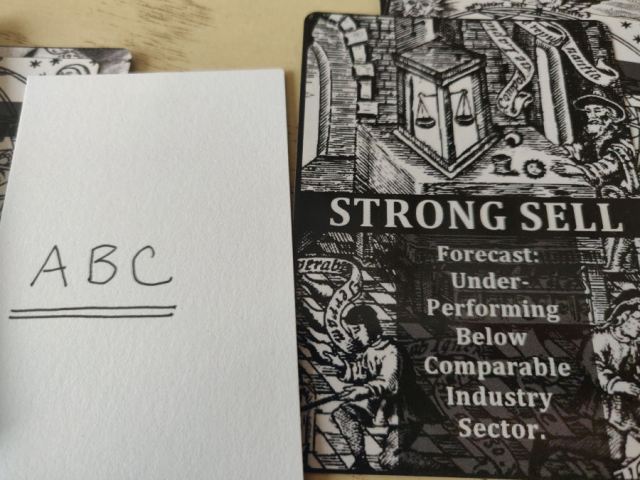 ABC
STRONG SELL
Forecast:
Under-
Performing
Below
Comparable
Industry
Sector.